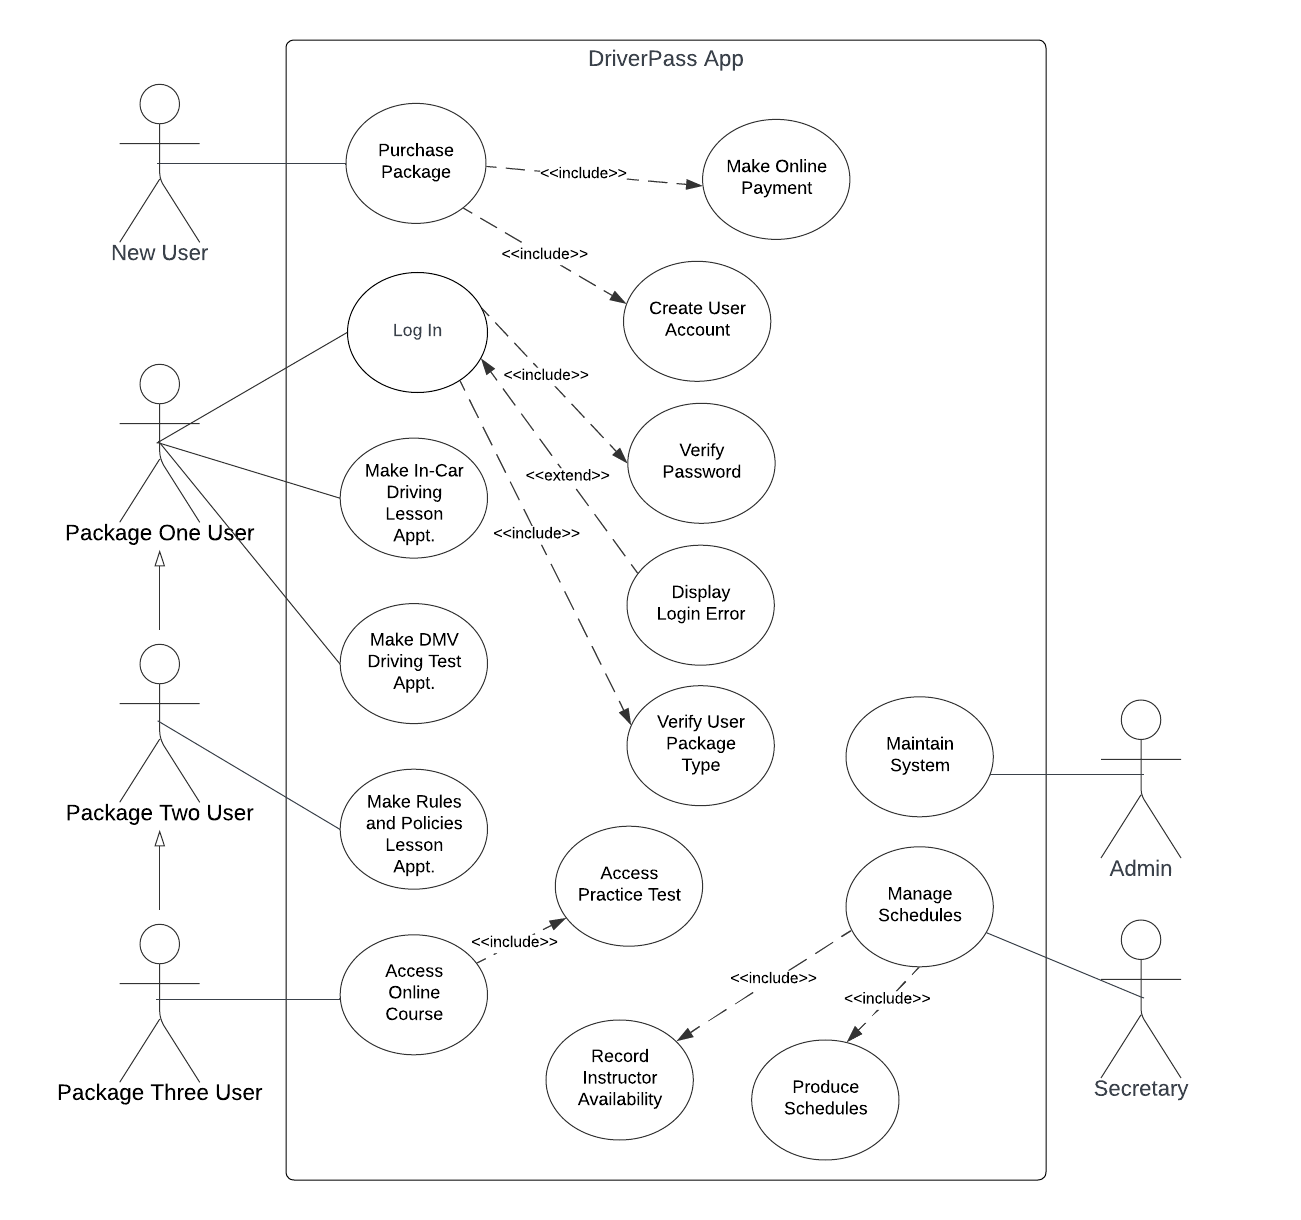 DriverPass App
New User
Purchase
Package
<<include>>
Make Online
Payment
<<include>>
Create User
Account
Log In
<<include>>
Verify
Password
<<extend>>
<<include>>
Package One User
Make In-Car
Driving
Lesson
Appt.
Display
Login Error
Make DMV
Driving Test
Appt.
Verify User
Package
Type
Maintain
System
Admin
Package Two User
Make Rules
and Policies
Lesson
Appt.
Access
Practice Test
<<include>>
Manage
Schedules
Access
Online
Course
<<include>>
<<include>>
Package Three User
Record
Instructor
Availability
Produce
Schedules
Secretary